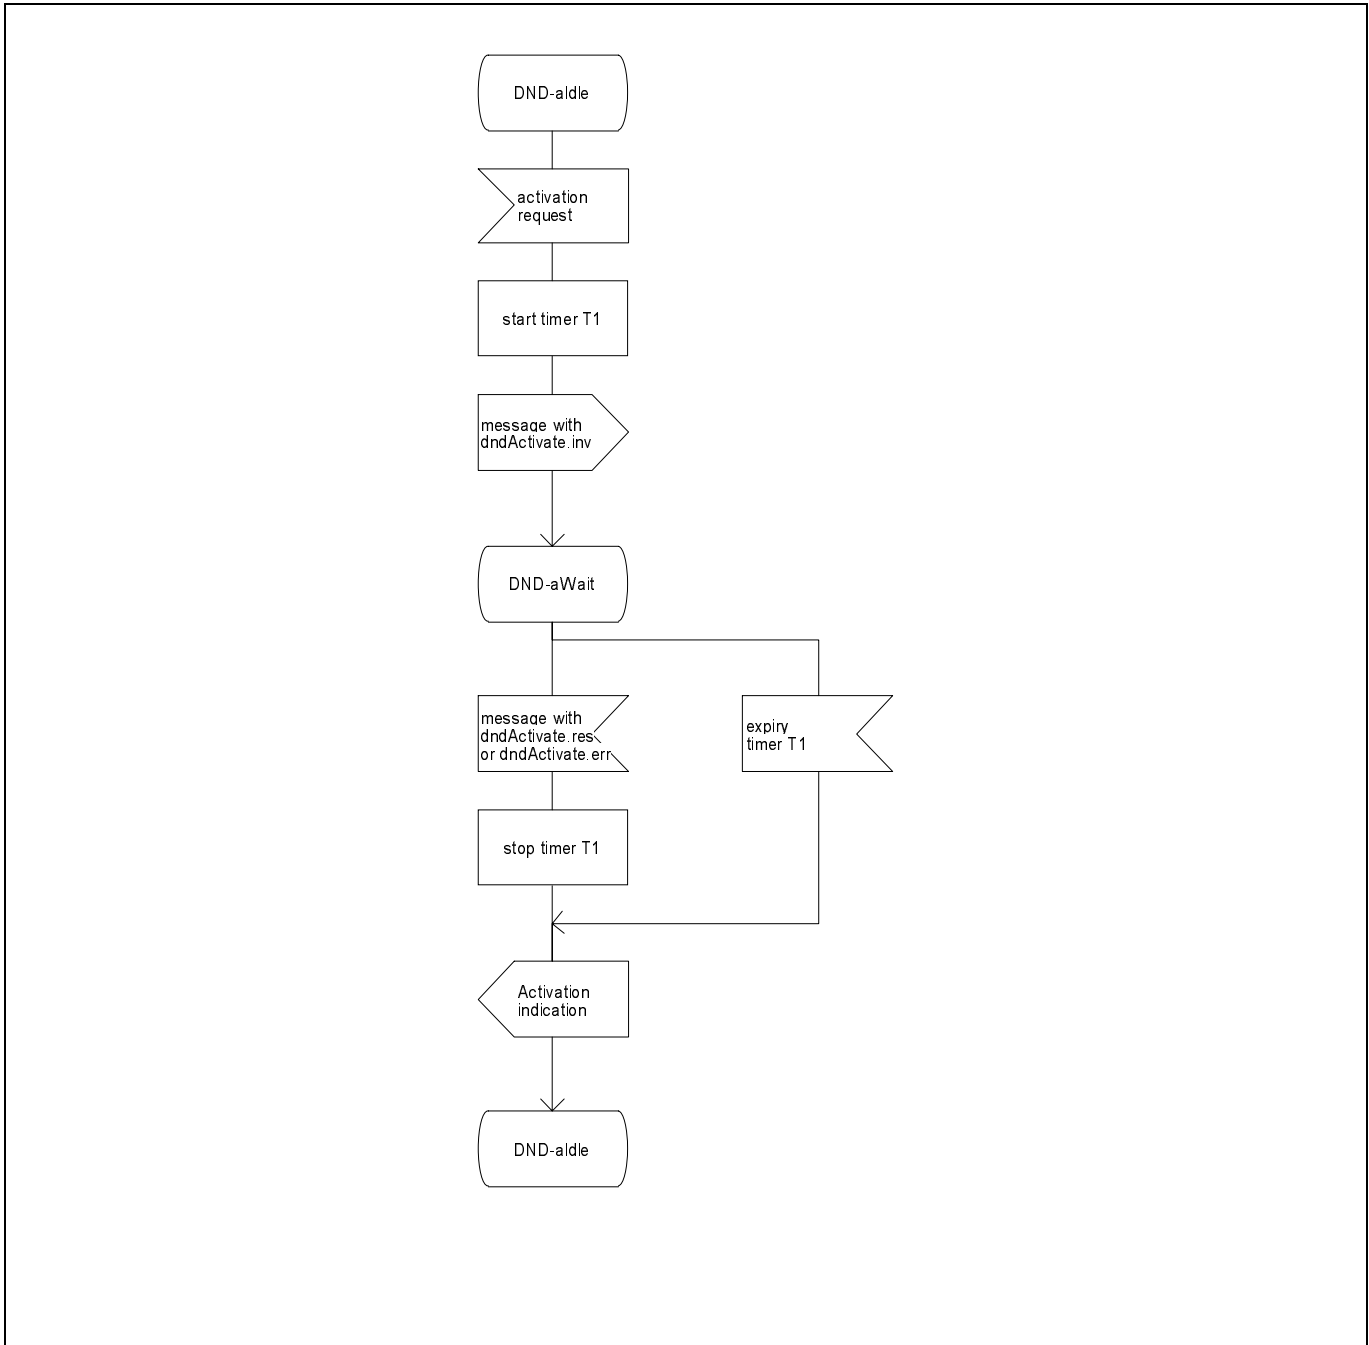 DND-aIdle
activation
request
start timer T1
message with
dndActivate.inv
DND-aWait
message with
dndActivate.res
or dndActivate.err
expiry
timer T1
stop timer T1
Activation
indication
DND-aIdle